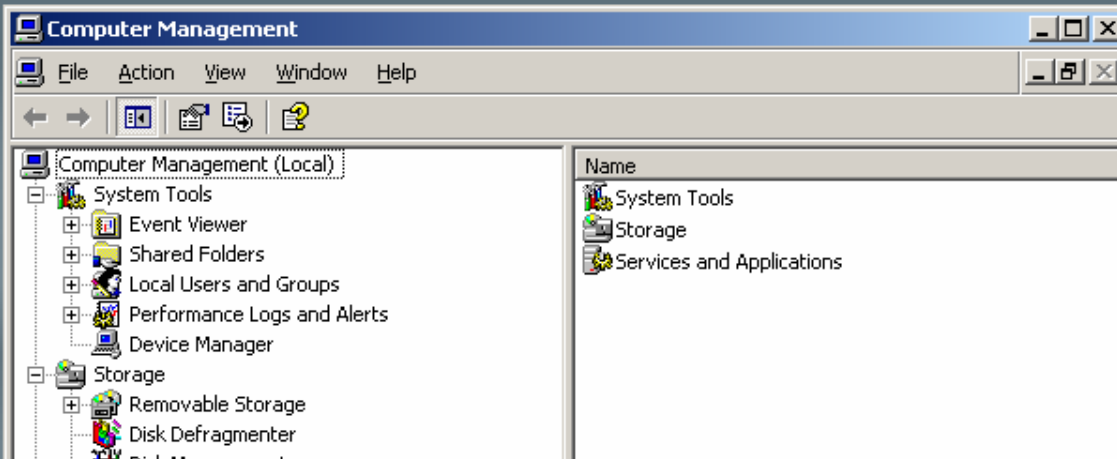 Computer Management
File Action View Window Help
Computer Management (Local)
System Tools
Event Viewer
Shared Folders
Local Users and Groups
Performance Logs and Alerts
Device Manager
Storage
Removable Storage
Disk Defragmenter
Name
System Tools
Storage
Services and Applications